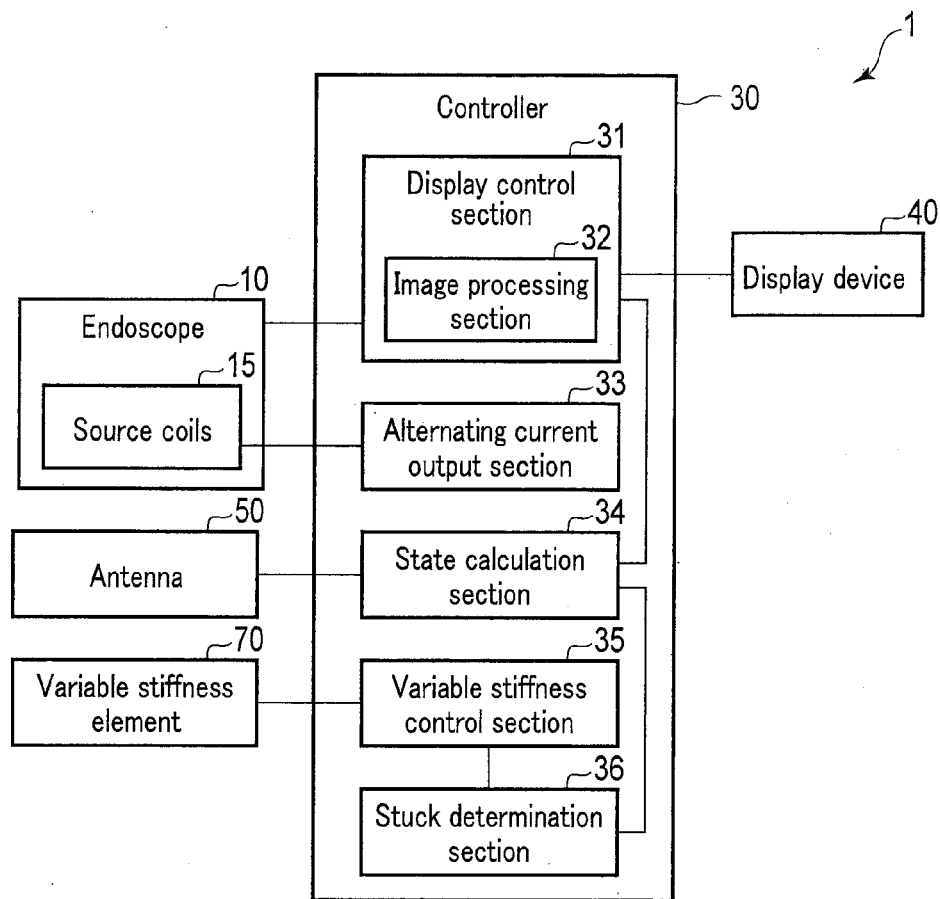 1
Controller
30
31
Display control
section
32
Image processing
section
40
Display device
10
Endoscope
15
Source coils
33
Alternating current
output section
50
Antenna
34
State calculation
section
70
Variable stiffness
element
35
Variable stiffness
control section
36
Stuck determination
section